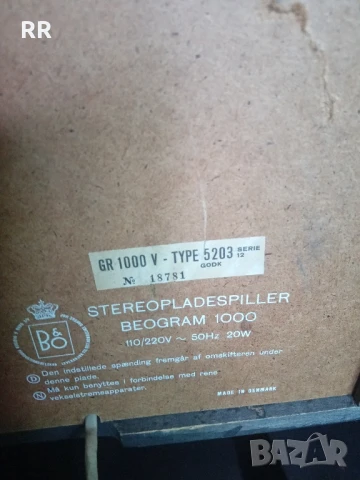 RR
GR 1000 V - TYPE 5203 SERIE 12
GODK
№ 18781
B&O
STEREOPLADESPILLER
BEOGRAM 1000
110/220V ~ 50Hz 20W
Den indstillede spænding fremgår af omskifteren under
denne plade.
Må kun benyttes i forbindelse med rene
vekselstrømsapparater.
MADE IN DENMARK
BAZAR